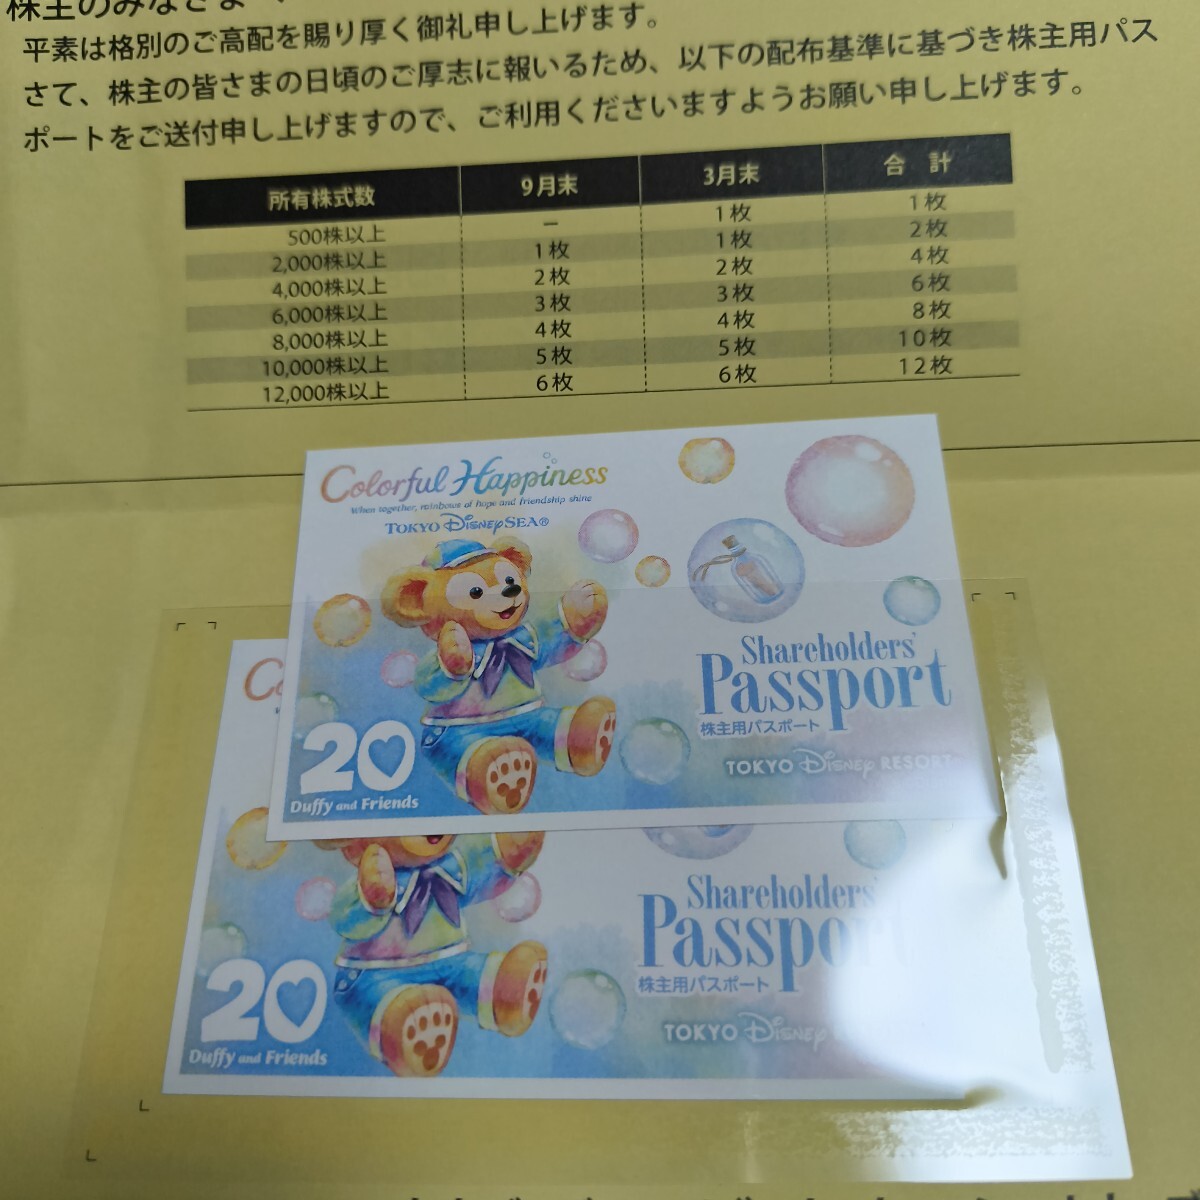 株主のみなさまへ
平素は格別のご高配を賜り厚く御礼申し上げます。
さて、株主の皆さまの日頃のご厚志に報いるため、以下の配布基準に基づき株主用パス
ポートをご送付申し上げますので、ご利用くださいますようお願い申し上げます。
所有株式数 9月末 3月末 合 計
500株以上 － 1枚 1枚
2,000株以上 1枚 1枚 2枚
4,000株以上 2枚 2枚 4枚
6,000株以上 3枚 3枚 6枚
8,000株以上 4枚 4枚 8枚
10,000株以上 5枚 5枚 10枚
12,000株以上 6枚 6枚 12枚
Colorful Happiness
When together, rainbows of hope and friendship shine
TOKYO DISNEY SEA®
Shareholders'
Passport
株主用パスポート
TOKYO DISNEY RESORT
20
Duffy and Friends
Shareholders'
Passport
株主用パスポート
TOKYO DISNEY
20
Duffy and Friends